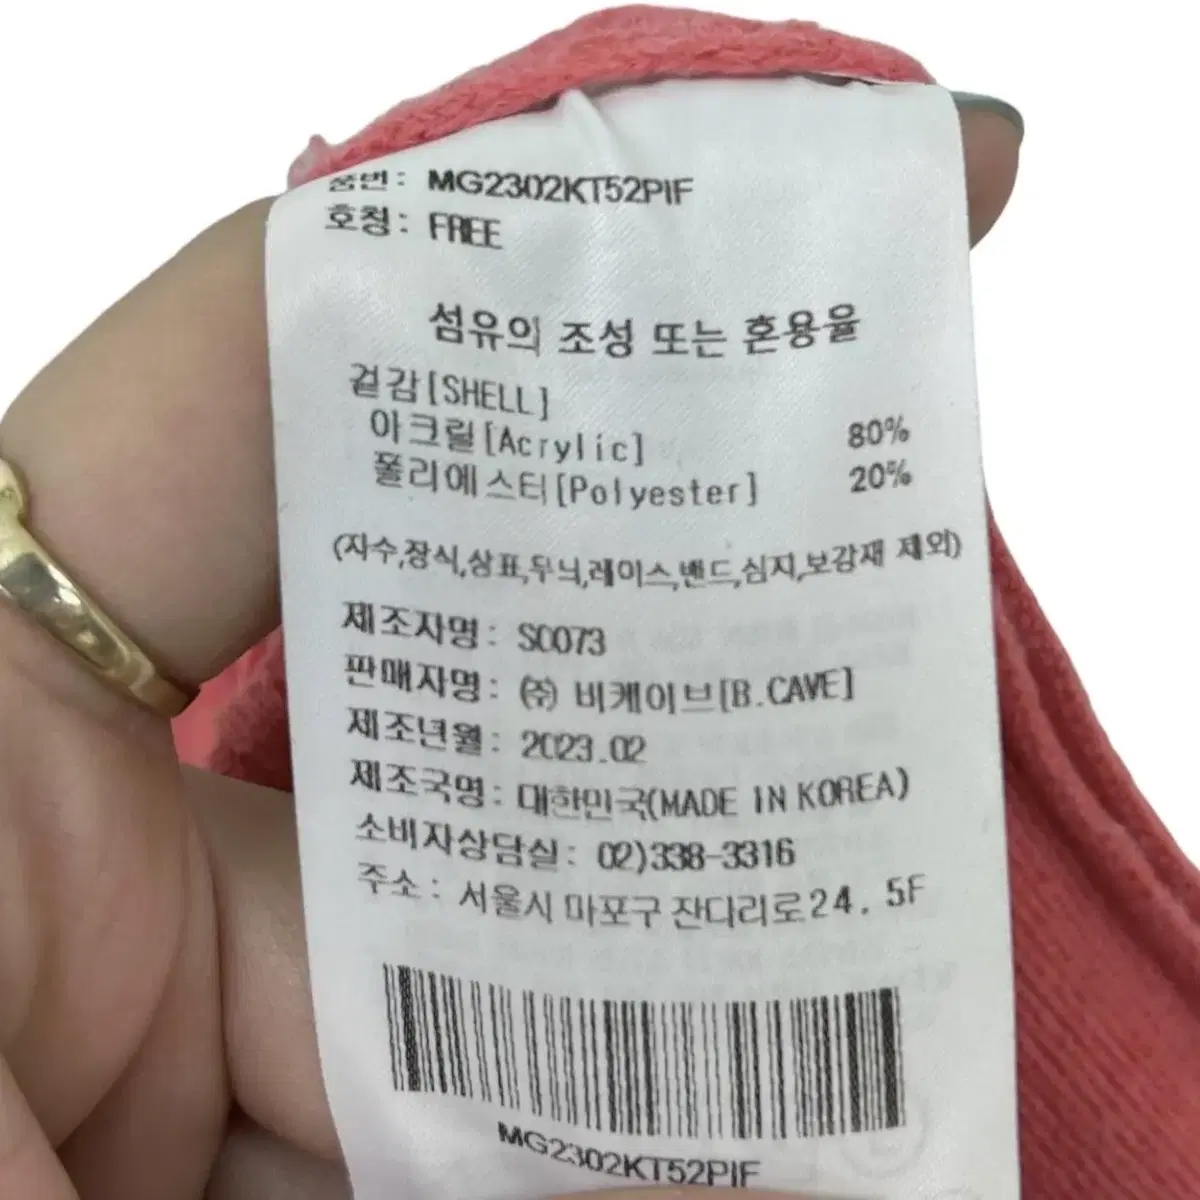 품번: MG2302KT52PIF
호칭: FREE
섬유의 조성 또는 혼용율
겉감[SHELL]
아크릴[Acrylic] 80%
폴리에스터[Polyester] 20%
(자수,장식,상표,무늬,레이스,밴드,심지,보강재 제외)
제조자명: SC073
판매자명: ㈜ 비케이브[B.CAVE]
제조년월: 2023.02
제조국명: 대한민국(MADE IN KOREA)
소비자상담실: 02)338-3316
주소: 서울시 마포구 잔다리로24, 5F
MG2302KT52PIF